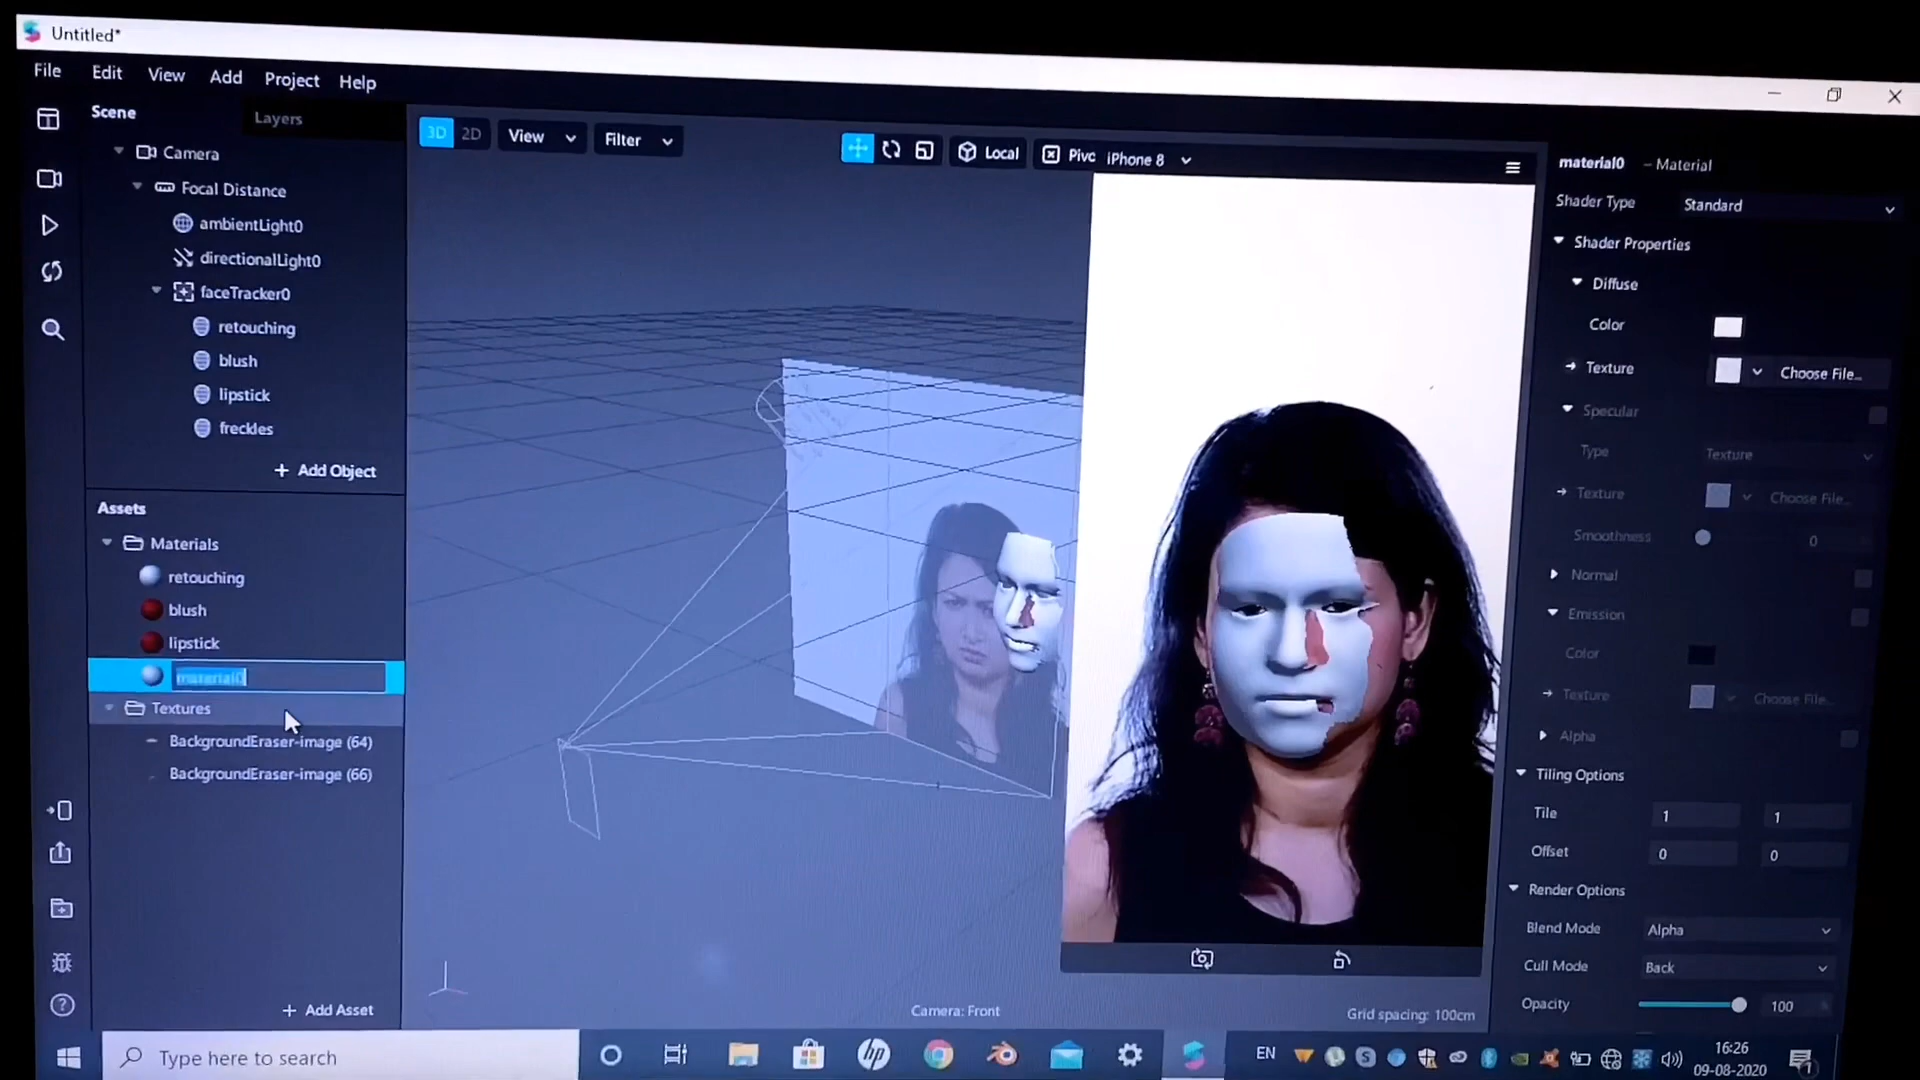 Untitled*
File Edit View Add Project Help
Scene Layers
Camera
Focal Distance
ambientLight0
directionalLight0
faceTracker0
retouching
blush
lipstick
freckles
+ Add Object
Assets
Materials
retouching
blush
lipstick
material0
Textures
BackgroundEraser-image (64)
BackgroundEraser-image (66)
+ Add Asset
3D 2D View Filter Local Pivc iPhone 8
Camera: Front
Grid spacing: 100cm
material0 – Material
Shader Type Standard
Shader Properties
Diffuse
Color
Texture Choose File...
Specular
Type Texture
Texture Choose File...
Smoothness 0
Normal
Emission
Color
Texture Choose File...
Alpha
Tiling Options
Tile 1 1
Offset 0 0
Render Options
Blend Mode Alpha
Cull Mode Back
Opacity 100
Type here to search
hp
EN
16:26
09-08-2020